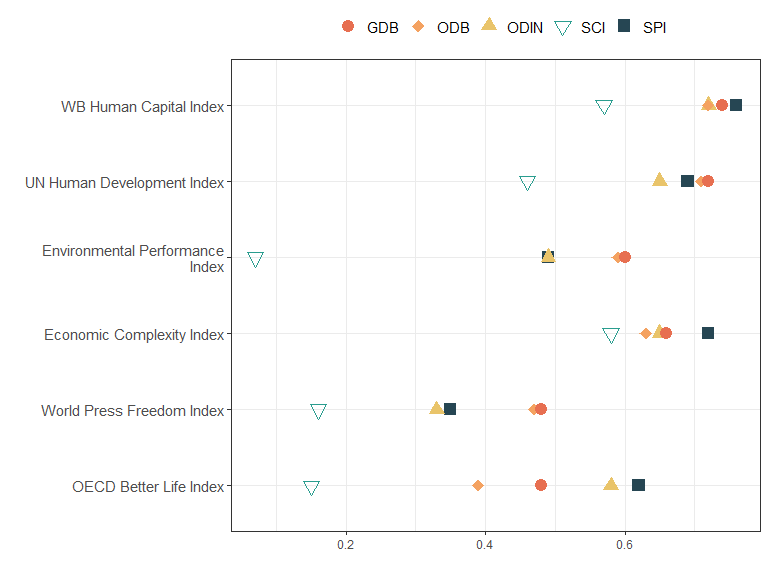 GDB ODB ODIN SCI SPI
WB Human Capital Index
UN Human Development Index
Environmental Performance
Index
Economic Complexity Index
World Press Freedom Index
OECD Better Life Index
0.2 0.4 0.6